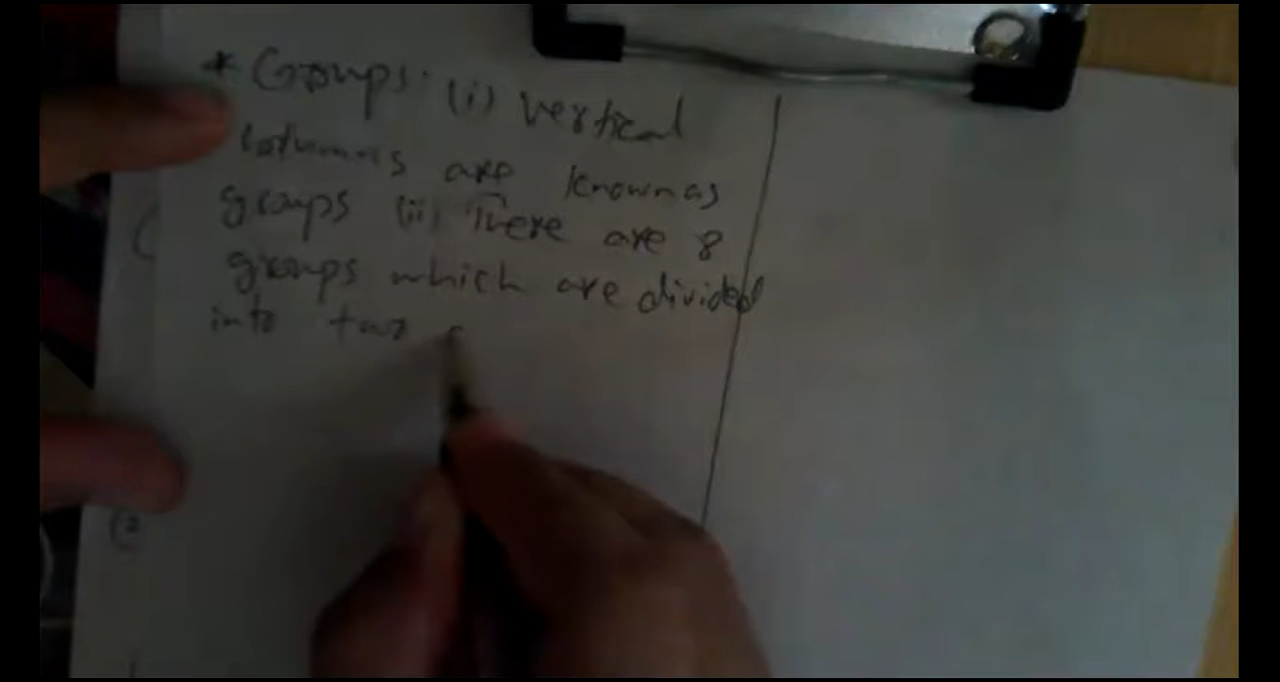 * Groups: (i) vertical
columns are known as
groups (ii) There are 8
groups which are divided
into two